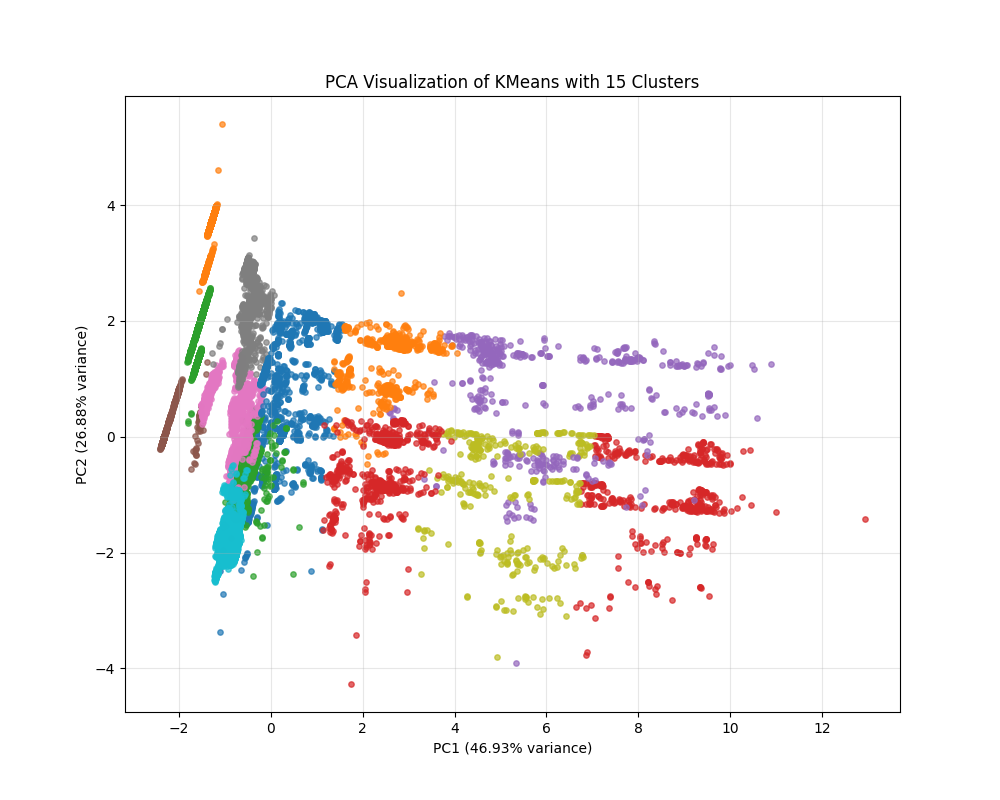 PCA Visualization of KMeans with 15 Clusters
PC2 (26.88% variance)
4
2
0
−2
−4
−2 0 2 4 6 8 10 12
PC1 (46.93% variance)